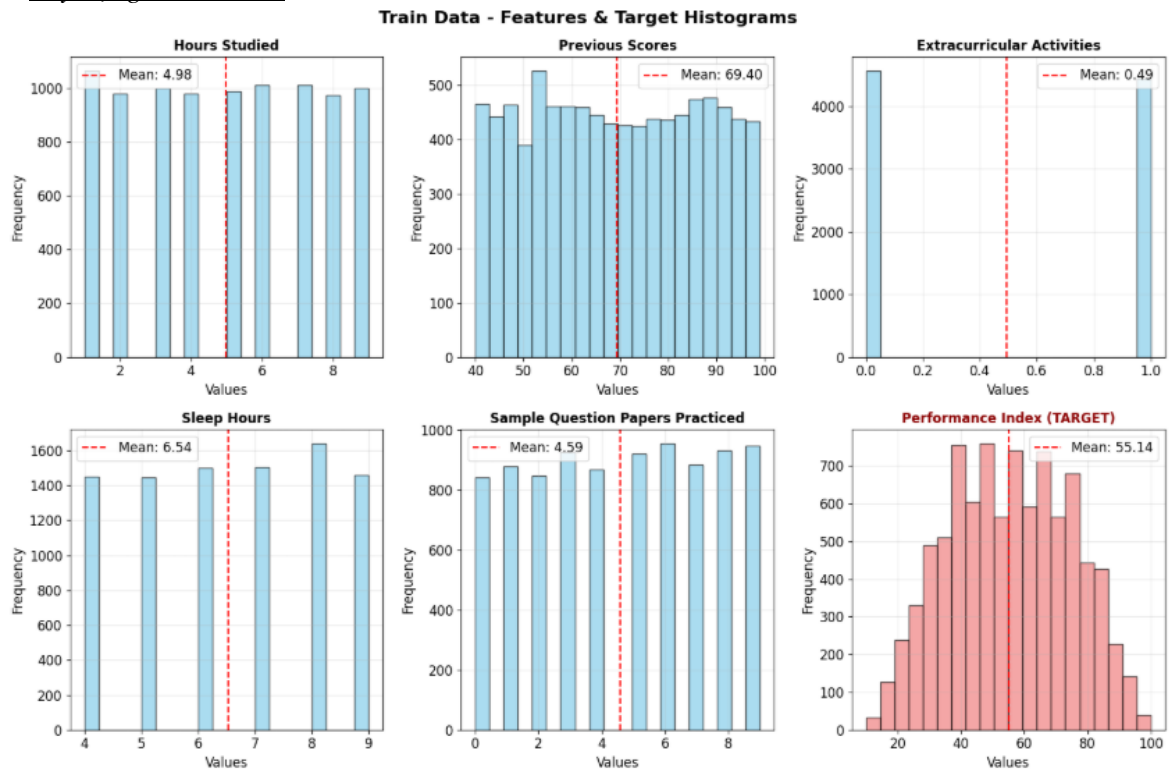 Train Data - Features & Target Histograms
Hours Studied
Mean: 4.98
Frequency
1000
800
600
400
200
0
2 4 6 8
Values
Previous Scores
Mean: 69.40
Frequency
500
400
300
200
100
0
40 50 60 70 80 90 100
Values
Extracurricular Activities
Mean: 0.49
Frequency
4000
3000
2000
1000
0
0.0 0.2 0.4 0.6 0.8 1.0
Values
Sleep Hours
Mean: 6.54
Frequency
1600
1400
1200
1000
800
600
400
200
0
4 5 6 7 8 9
Values
Sample Question Papers Practiced
Mean: 4.59
Frequency
1000
800
600
400
200
0
0 2 4 6 8
Values
Performance Index (TARGET)
Mean: 55.14
Frequency
700
600
500
400
300
200
100
0
20 40 60 80 100
Values